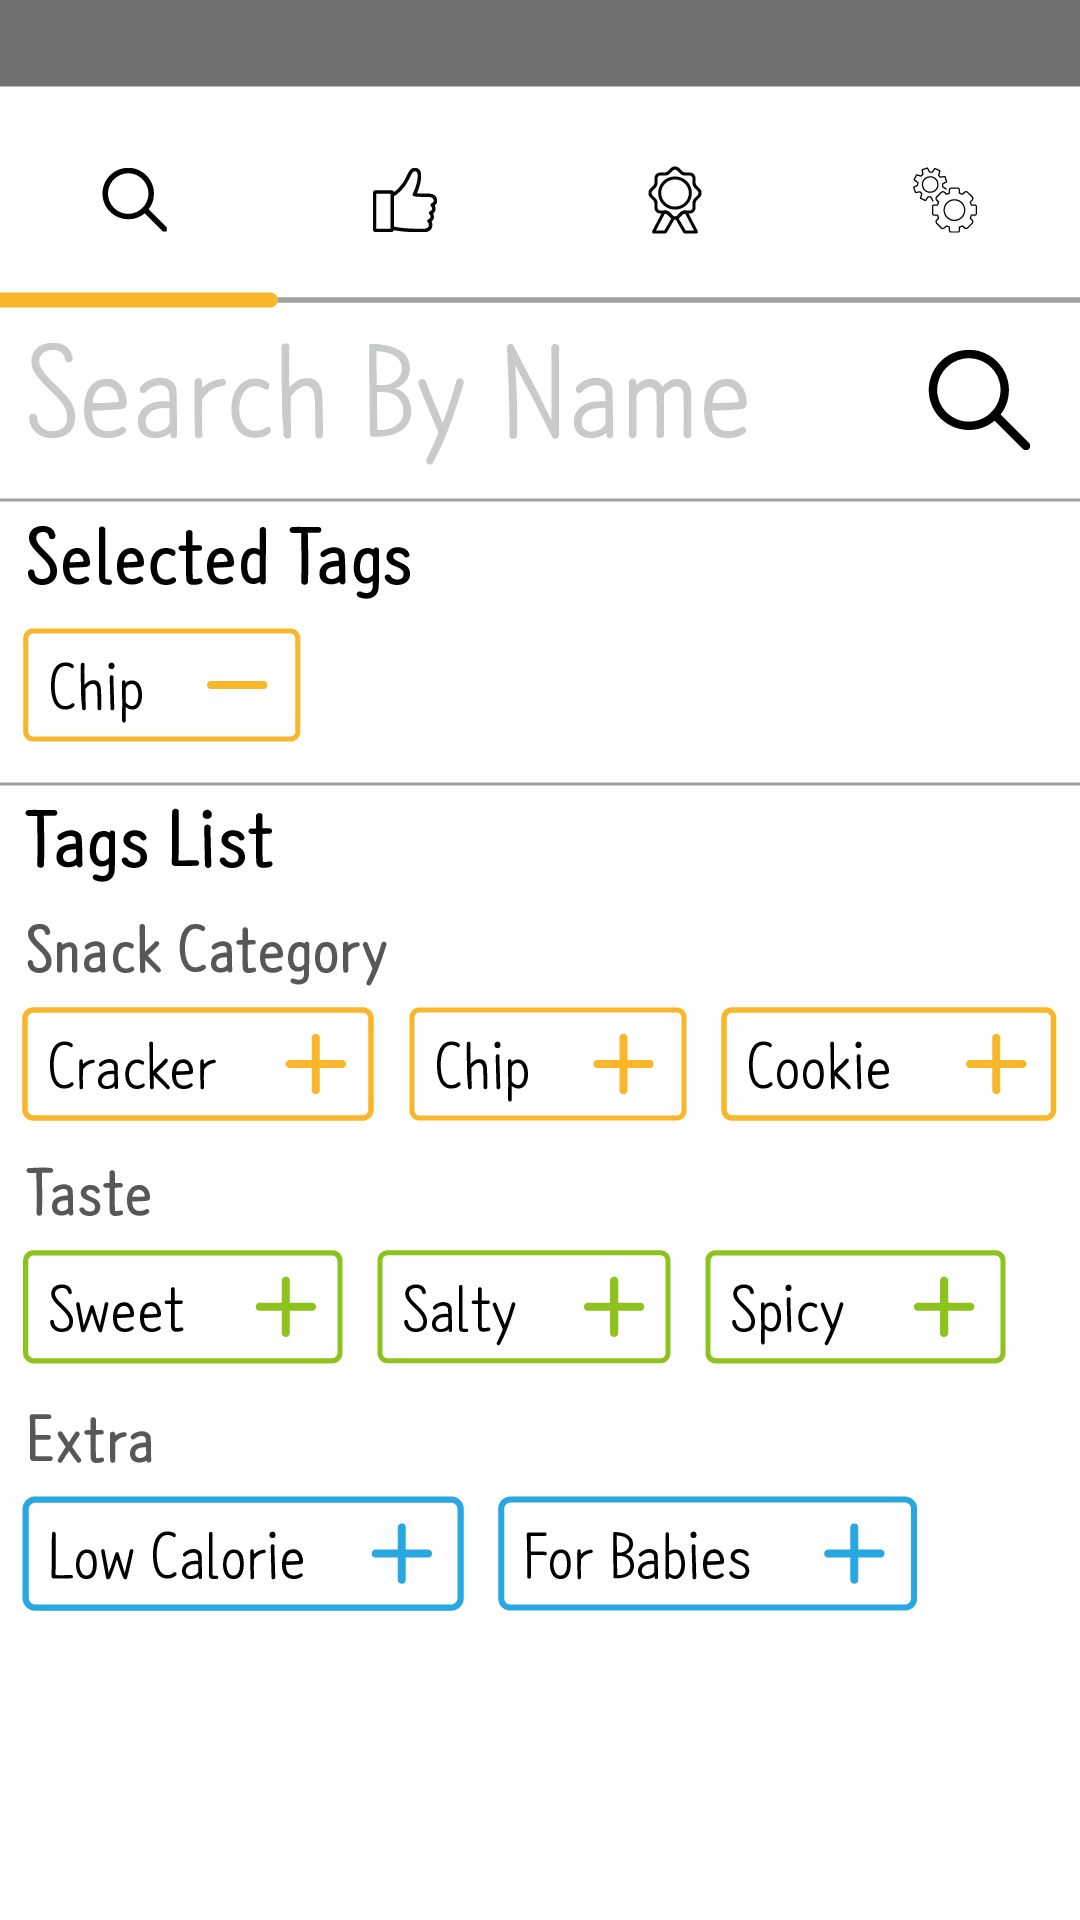 Search By Name
Selected Tags
Chip
Tags List
Snack Category
Cracker Chip Cookie
Taste
Sweet Salty Spicy
Extra
Low Calorie For Babies